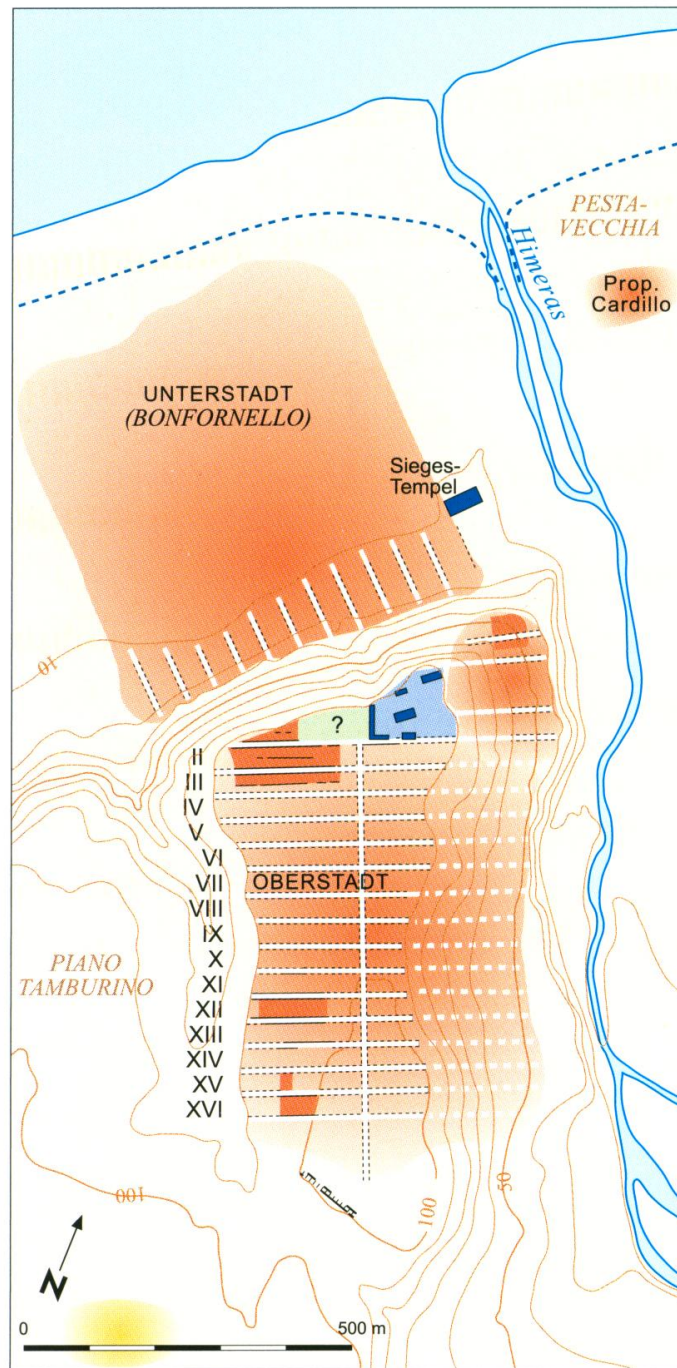 PESTA-
VECCHIA
Himeras
Prop.
Cardillo
UNTERSTADT
(BONFORNELLO)
Sieges-
Tempel
10
?
II
III
IV
V
VI
VII
VIII
IX
X
XI
XII
XIII
XIV
XV
XVI
OBERSTADT
PIANO
TAMBURINO
100
100
50
N
0 500 m